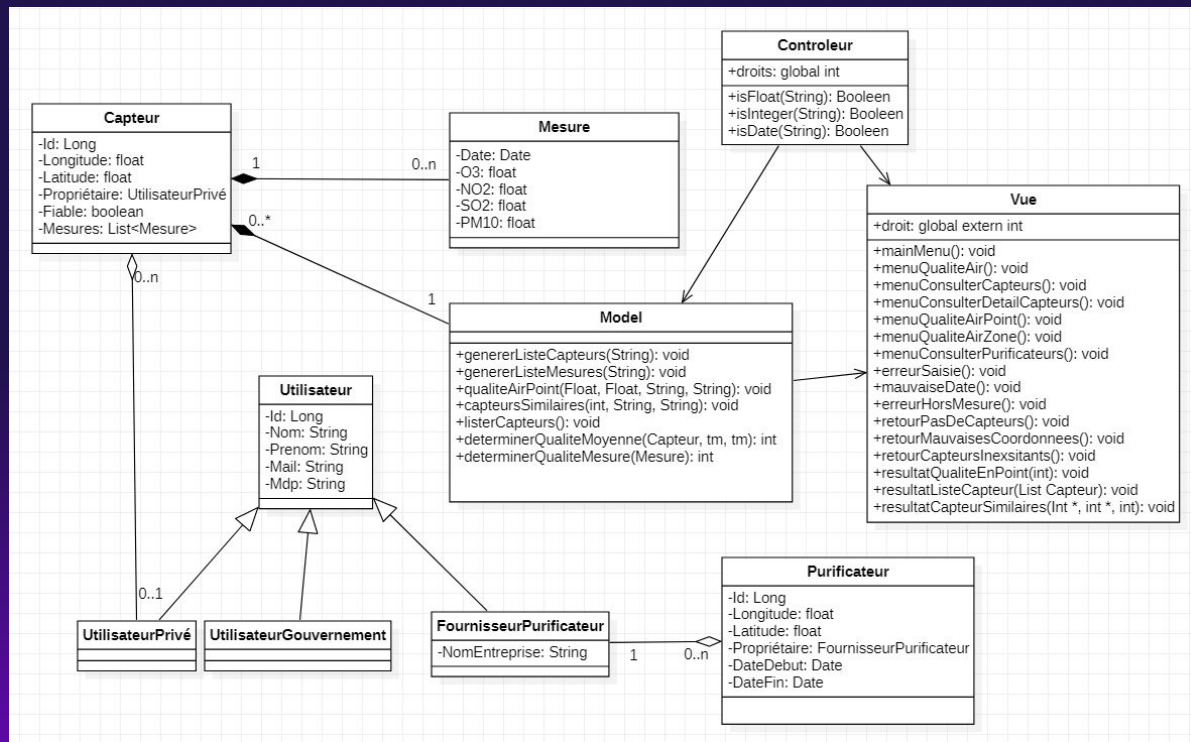 Controleur
+droits: global int
+isFloat(String): Booleen
+isInteger(String): Booleen
+isDate(String): Booleen
Capteur
-Id: Long
-Longitude: float
-Latitude: float
-Propriétaire: UtilisateurPrivé
-Fiable: boolean
-Mesures: List<Mesure>
1
0..n
Mesure
-Date: Date
-O3: float
-NO2: float
-SO2: float
-PM10: float
0..*
1
0..n
0..1
Vue
+droit: global extern int
+mainMenu(): void
+menuQualiteAir(): void
+menuConsulterCapteurs(): void
+menuConsulterDetailCapteurs(): void
+menuQualiteAirPoint(): void
+menuQualiteAirZone(): void
+menuConsulterPurificateurs(): void
+erreurSaisie(): void
+mauvaiseDate(): void
+erreurHorsMesure(): void
+retourPasDeCapteurs(): void
+retourMauvaisesCoordonnees(): void
+retourCapteursInexsitants(): void
+resultatQualiteEnPoint(int): void
+resultatListeCapteur(List Capteur): void
+resultatCapteurSimilaires(Int *, int *, int): void
Model
+genererListeCapteurs(String): void
+genererListeMesures(String): void
+qualiteAirPoint(Float, Float, String, String): void
+capteursSimilaires(int, String, String): void
+listerCapteurs(): void
+determinerQualiteMoyenne(Capteur, tm, tm): int
+determinerQualiteMesure(Mesure): int
Utilisateur
-Id: Long
-Nom: String
-Prenom: String
-Mail: String
-Mdp: String
UtilisateurPrivé
UtilisateurGouvernement
FournisseurPurificateur
-NomEntreprise: String
1
0..n
Purificateur
-Id: Long
-Longitude: float
-Latitude: float
-Propriétaire: FournisseurPurificateur
-DateDebut: Date
-DateFin: Date